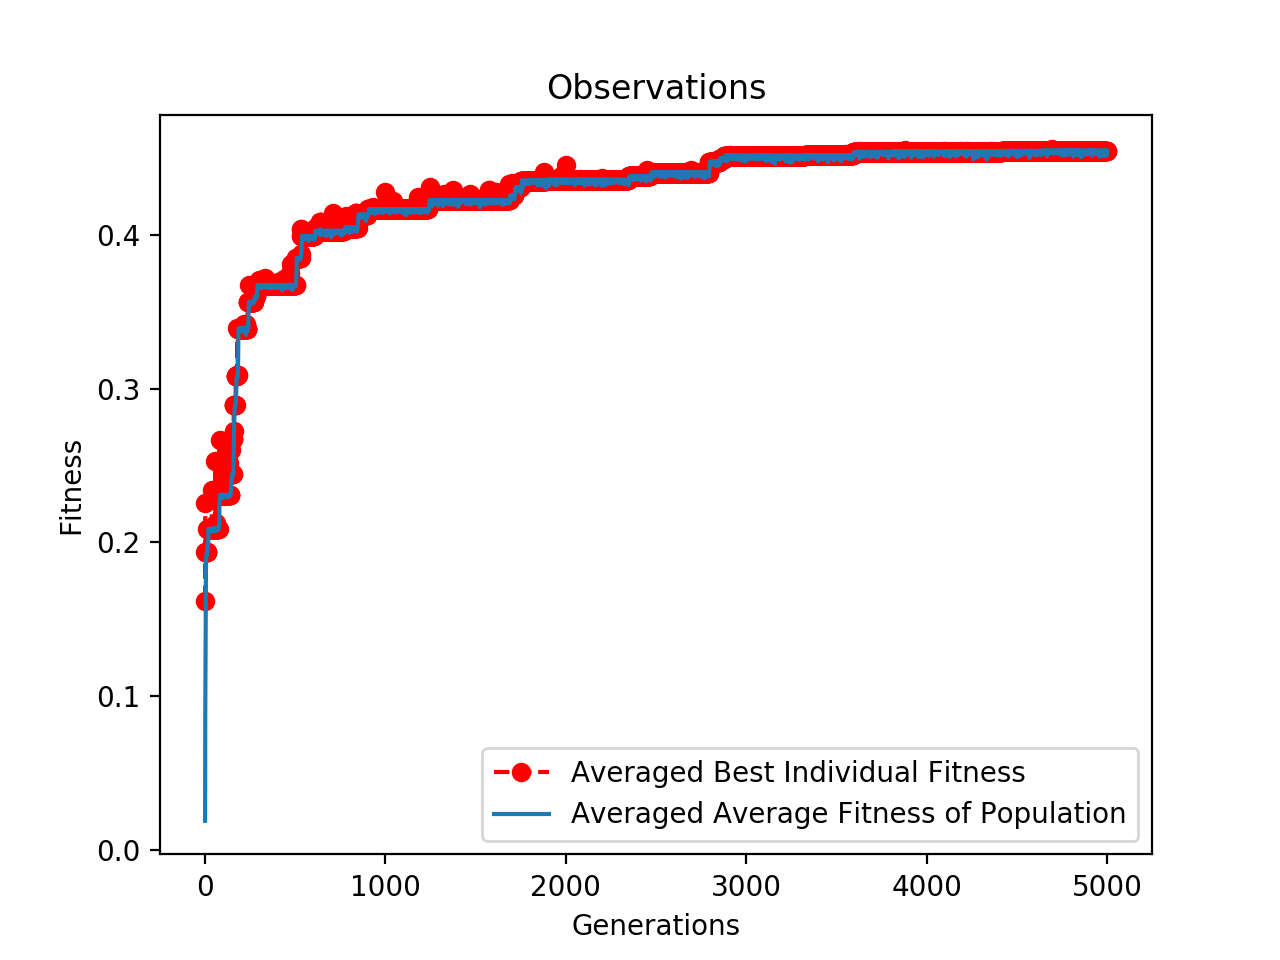 Observations
Fitness
0.4
0.3
0.2
0.1
0.0
Averaged Best Individual Fitness
Averaged Average Fitness of Population
0 1000 2000 3000 4000 5000
Generations